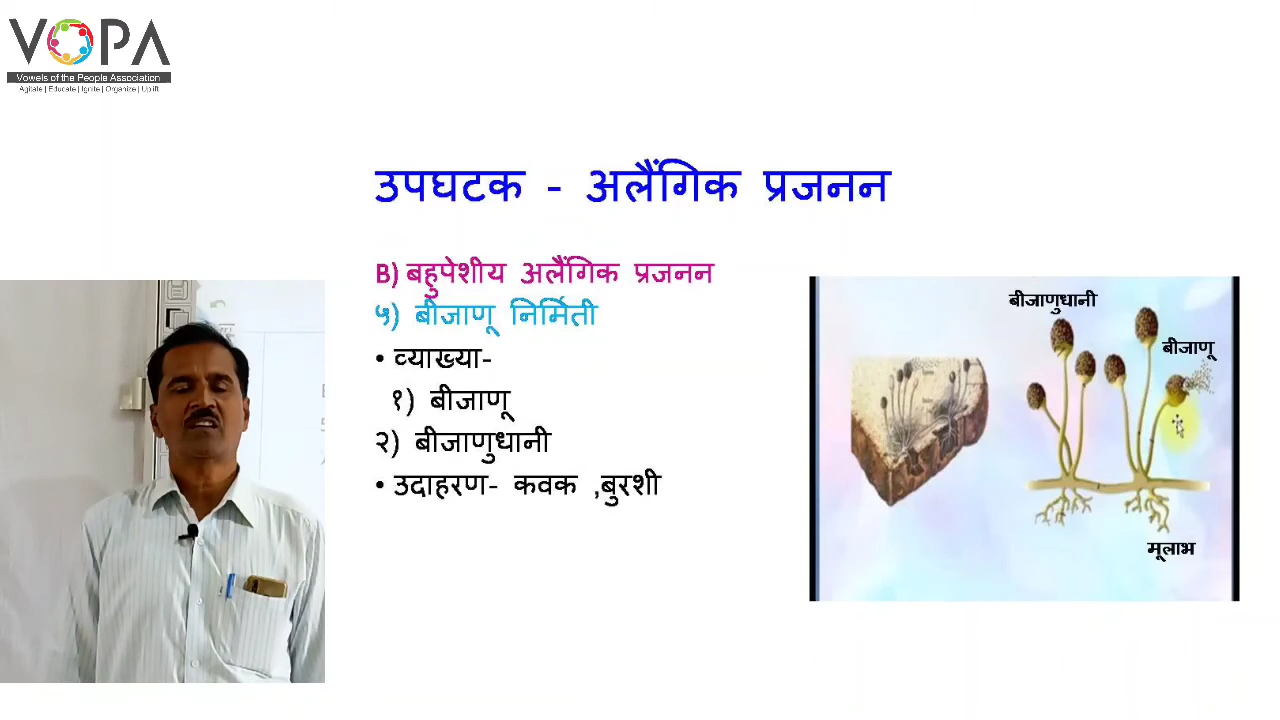 VOPA
Vowels of the People Association
Agitate | Educate | Ignite | Organize | Uplift
उपघटक - अलैंगिक प्रजनन
B) बहुपेशीय अलैंगिक प्रजनन
५) बीजाणू निर्मिती
• व्याख्या-
१) बीजाणू
२) बीजाणुधानी
• उदाहरण- कवक ,बुरशी
बीजाणुधानी
बीजाणू
मूलाभ